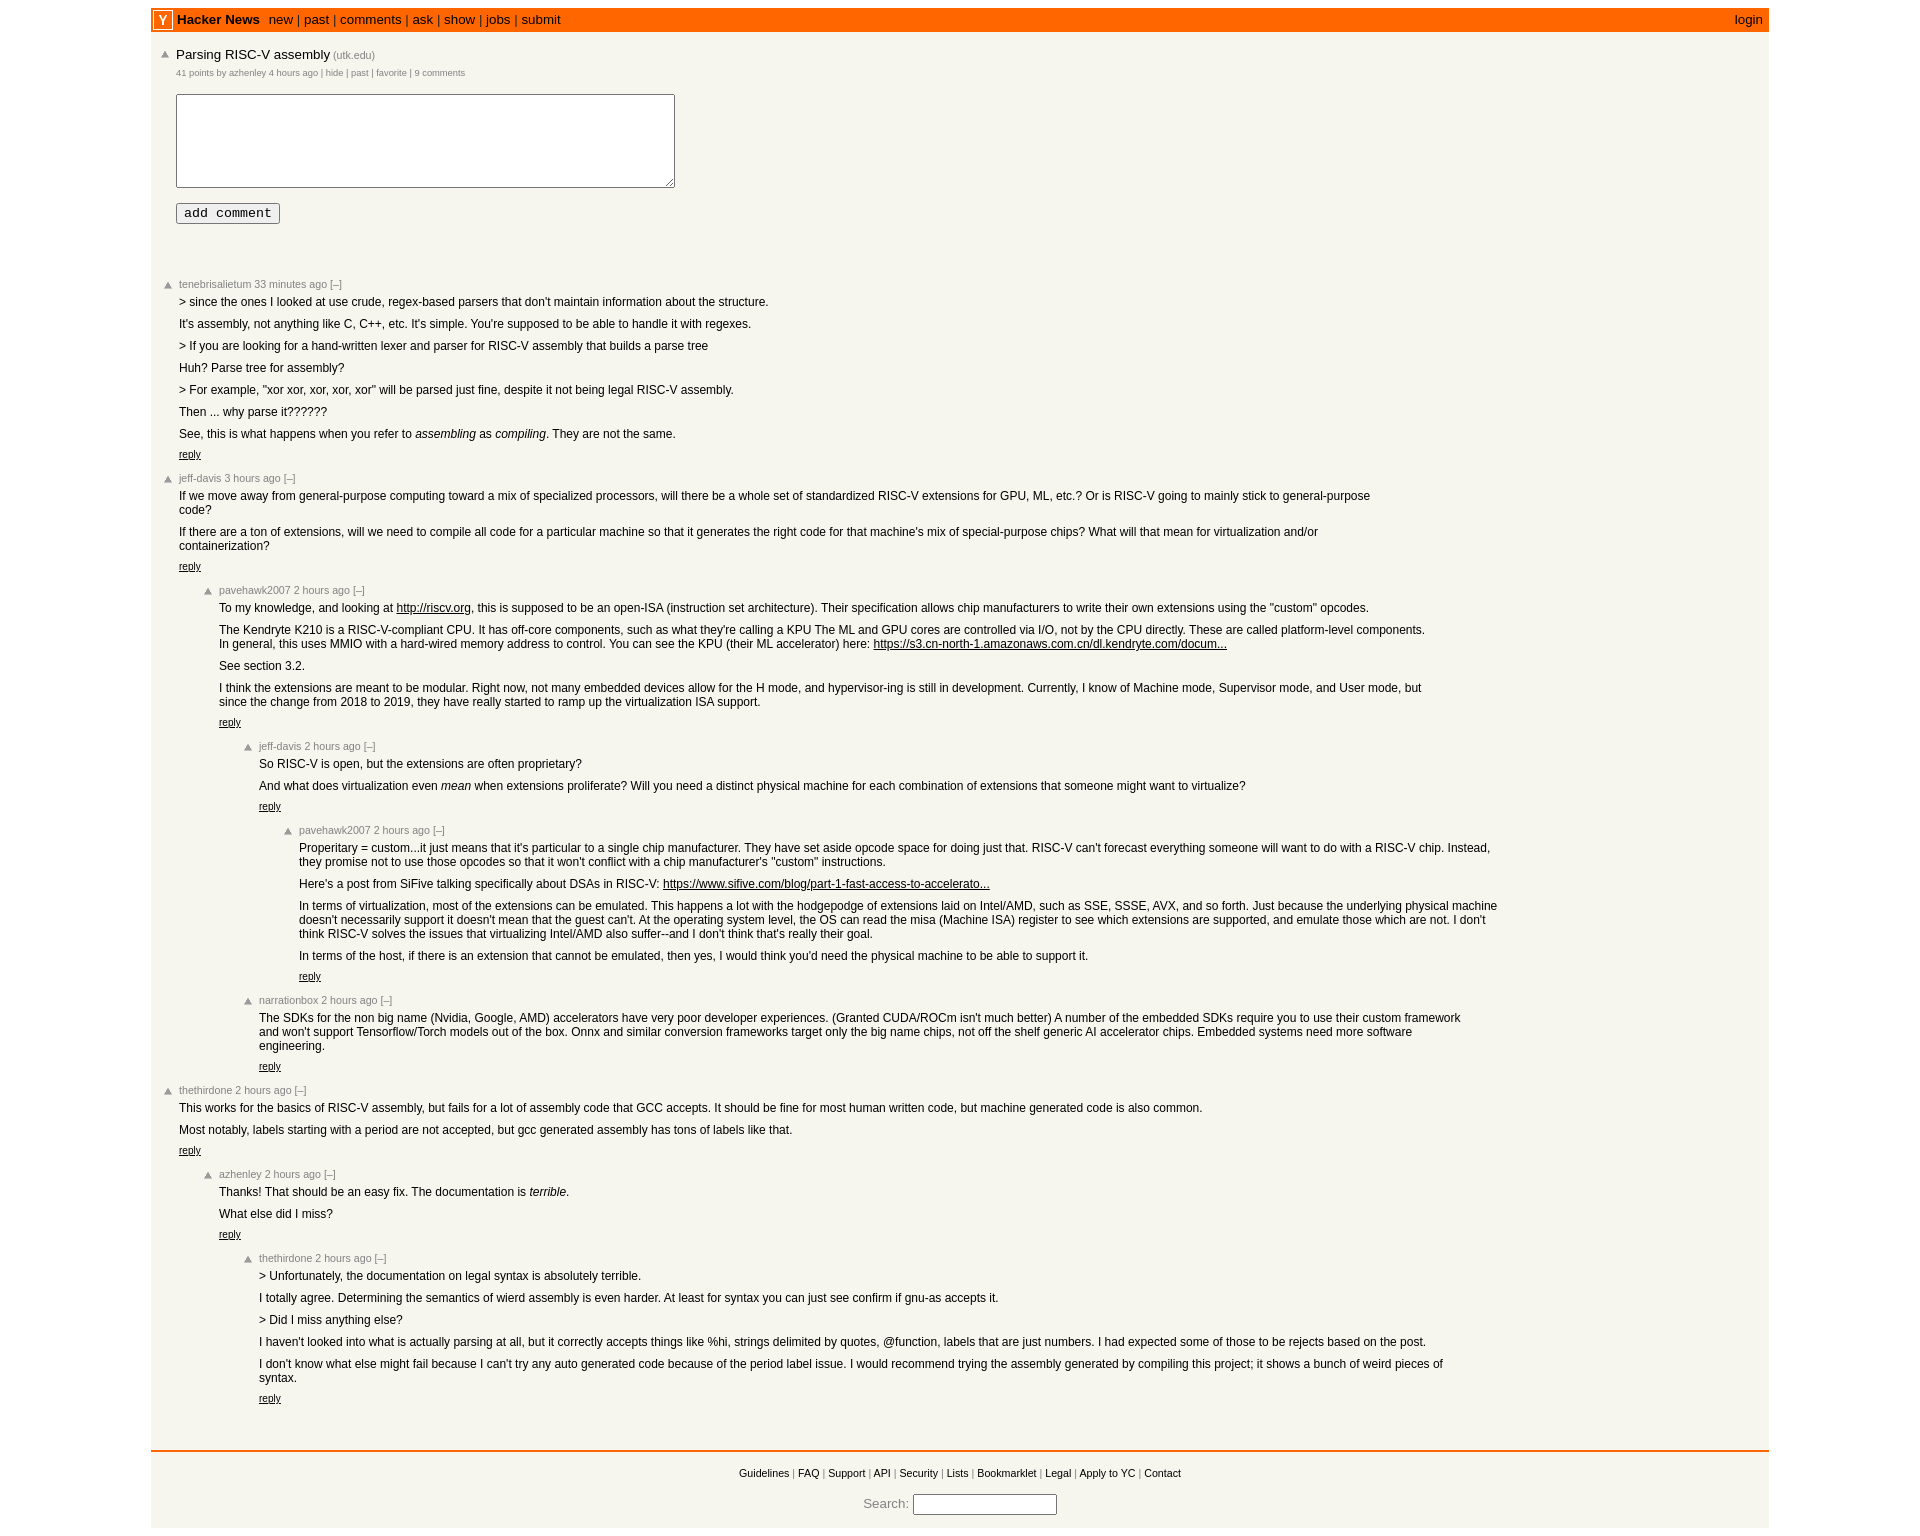 Y Hacker News new | past | comments | ask | show | jobs | submit login
Parsing RISC-V assembly (utk.edu)
41 points by azhenley 4 hours ago | hide | past | favorite | 9 comments
add comment
tenebrisalietum 33 minutes ago [–]
> since the ones I looked at use crude, regex-based parsers that don't maintain information about the structure.
It's assembly, not anything like C, C++, etc. It's simple. You're supposed to be able to handle it with regexes.
> If you are looking for a hand-written lexer and parser for RISC-V assembly that builds a parse tree
Huh? Parse tree for assembly?
> For example, "xor xor, xor, xor, xor" will be parsed just fine, despite it not being legal RISC-V assembly.
Then ... why parse it??????
See, this is what happens when you refer to assembling as compiling. They are not the same.
reply
jeff-davis 3 hours ago [–]
If we move away from general-purpose computing toward a mix of specialized processors, will there be a whole set of standardized RISC-V extensions for GPU, ML, etc.? Or is RISC-V going to mainly stick to general-purpose
code?
If there are a ton of extensions, will we need to compile all code for a particular machine so that it generates the right code for that machine's mix of special-purpose chips? What will that mean for virtualization and/or
containerization?
reply
pavehawk2007 2 hours ago [–]
To my knowledge, and looking at http://riscv.org, this is supposed to be an open-ISA (instruction set architecture). Their specification allows chip manufacturers to write their own extensions using the "custom" opcodes.
The Kendryte K210 is a RISC-V-compliant CPU. It has off-core components, such as what they're calling a KPU The ML and GPU cores are controlled via I/O, not by the CPU directly. These are called platform-level components.
In general, this uses MMIO with a hard-wired memory address to control. You can see the KPU (their ML accelerator) here: https://s3.cn-north-1.amazonaws.com.cn/dl.kendryte.com/docum...
See section 3.2.
I think the extensions are meant to be modular. Right now, not many embedded devices allow for the H mode, and hypervisor-ing is still in development. Currently, I know of Machine mode, Supervisor mode, and User mode, but
since the change from 2018 to 2019, they have really started to ramp up the virtualization ISA support.
reply
jeff-davis 2 hours ago [–]
So RISC-V is open, but the extensions are often proprietary?
And what does virtualization even mean when extensions proliferate? Will you need a distinct physical machine for each combination of extensions that someone might want to virtualize?
reply
pavehawk2007 2 hours ago [–]
Properitary = custom...it just means that it's particular to a single chip manufacturer. They have set aside opcode space for doing just that. RISC-V can't forecast everything someone will want to do with a RISC-V chip. Instead,
they promise not to use those opcodes so that it won't conflict with a chip manufacturer's "custom" instructions.
Here's a post from SiFive talking specifically about DSAs in RISC-V: https://www.sifive.com/blog/part-1-fast-access-to-accelerato...
In terms of virtualization, most of the extensions can be emulated. This happens a lot with the hodgepodge of extensions laid on Intel/AMD, such as SSE, SSSE, AVX, and so forth. Just because the underlying physical machine
doesn't necessarily support it doesn't mean that the guest can't. At the operating system level, the OS can read the misa (Machine ISA) register to see which extensions are supported, and emulate those which are not. I don't
think RISC-V solves the issues that virtualizing Intel/AMD also suffer--and I don't think that's really their goal.
In terms of the host, if there is an extension that cannot be emulated, then yes, I would think you'd need the physical machine to be able to support it.
reply
narrationbox 2 hours ago [–]
The SDKs for the non big name (Nvidia, Google, AMD) accelerators have very poor developer experiences. (Granted CUDA/ROCm isn't much better) A number of the embedded SDKs require you to use their custom framework
and won't support Tensorflow/Torch models out of the box. Onnx and similar conversion frameworks target only the big name chips, not off the shelf generic AI accelerator chips. Embedded systems need more software
engineering.
reply
thethirdone 2 hours ago [–]
This works for the basics of RISC-V assembly, but fails for a lot of assembly code that GCC accepts. It should be fine for most human written code, but machine generated code is also common.
Most notably, labels starting with a period are not accepted, but gcc generated assembly has tons of labels like that.
reply
azhenley 2 hours ago [–]
Thanks! That should be an easy fix. The documentation is terrible.
What else did I miss?
reply
thethirdone 2 hours ago [–]
> Unfortunately, the documentation on legal syntax is absolutely terrible.
I totally agree. Determining the semantics of wierd assembly is even harder. At least for syntax you can just see confirm if gnu-as accepts it.
> Did I miss anything else?
I haven't looked into what is actually parsing at all, but it correctly accepts things like %hi, strings delimited by quotes, @function, labels that are just numbers. I had expected some of those to be rejects based on the post.
I don't know what else might fail because I can't try any auto generated code because of the period label issue. I would recommend trying the assembly generated by compiling this project; it shows a bunch of weird pieces of
syntax.
reply
Guidelines | FAQ | Support | API | Security | Lists | Bookmarklet | Legal | Apply to YC | Contact
Search: